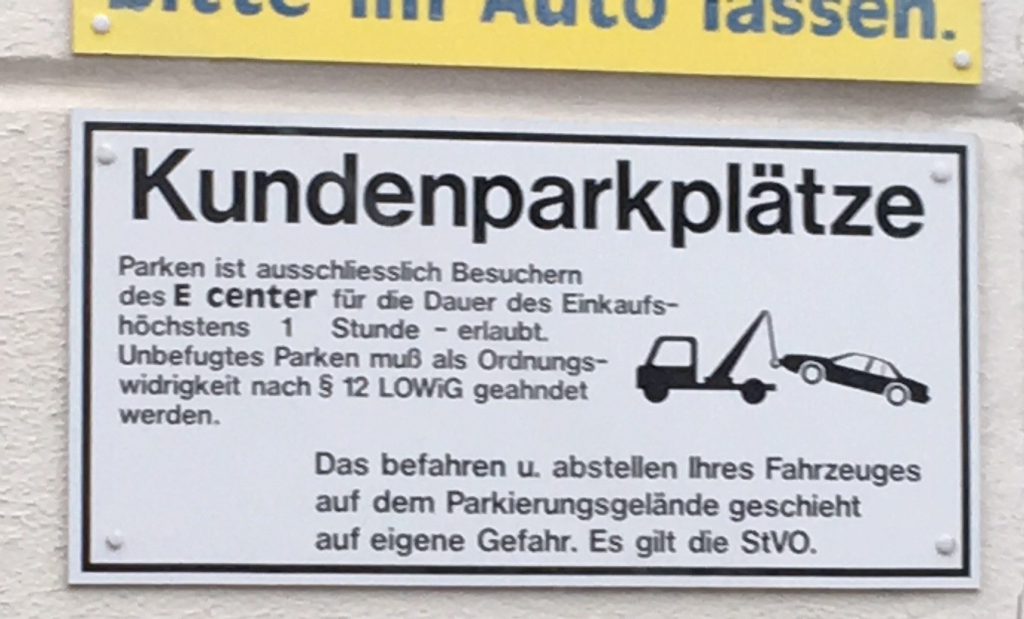 bitte im Auto lassen.
Kundenparkplätze
Parken ist ausschliesslich Besuchern
des E center für die Dauer des Einkaufs-
höchstens 1 Stunde - erlaubt.
Unbefugtes Parken muß als Ordnungs-
widrigkeit nach § 12 LOWiG geahndet
werden.
Das befahren u. abstellen Ihres Fahrzeuges
auf dem Parkierungsgelände geschieht
auf eigene Gefahr. Es gilt die StVO.